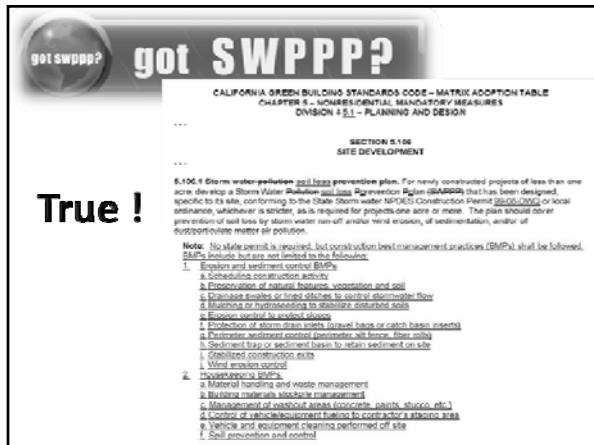 got swppp?
got SWPPP?
CALIFORNIA GREEN BUILDING STANDARDS CODE – MATRIX ADOPTION TABLE
CHAPTER 5 – NONRESIDENTIAL MANDATORY MEASURES
DIVISION 4 5.1 – PLANNING AND DESIGN
...
SECTION 5.106
SITE DEVELOPMENT
...
True !
5.106.1 Storm water pollution soil loss prevention plan. For newly constructed projects of less than one
acre, develop a Storm Water Pollution soil loss Pprevention Pplan (SWPPP) that has been designed,
specific to its site, conforming to the State Storm water NPDES Construction Permit 99-08-DWQ or local
ordinance, whichever is stricter, as is required for projects one acre or more. The plan should cover
prevention of soil loss by storm water run-off and/or wind erosion, of sedimentation, and/or of
dust/particulate matter air pollution.
Note: No state permit is required, but construction best management practices (BMPs) shall be followed.
BMPs include but are not limited to the following:
1. Erosion and sediment control BMPs
a. Scheduling construction activity
b. Preservation of natural features, vegetation and soil
c. Drainage swales or lined ditches to control stormwater flow
d. Mulching or hydroseeding to stabilize disturbed soils
e. Erosion control to protect slopes
f. Protection of storm drain inlets (gravel bags or catch basin inserts)
g. Perimeter sediment control (perimeter silt fence, fiber rolls)
h. Sediment trap or sediment basin to retain sediment on site
i. Stabilized construction exits
j. Wind erosion control
2. Housekeeping BMPs
a. Material handling and waste management
b. Building materials stockpile management
c. Management of washout areas (concrete, paints, stucco, etc.)
d. Control of vehicle/equipment fueling to contractor's staging area
e. Vehicle and equipment cleaning performed off site
f. Spill prevention and control